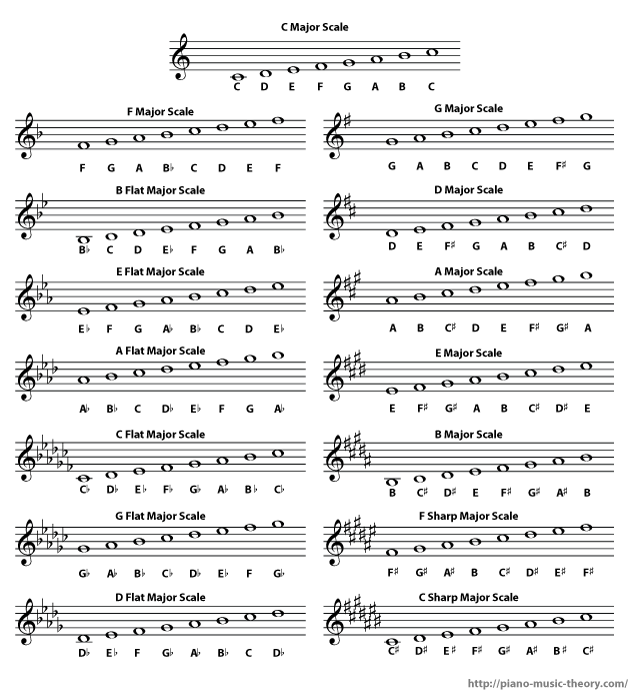 C Major Scale
C D E F G A B C
F Major Scale
F G A B♭ C D E F
G Major Scale
G A B C D E F♯ G
B Flat Major Scale
B♭ C D E♭ F G A B♭
D Major Scale
D E F♯ G A B C♯ D
E Flat Major Scale
E♭ F G A♭ B♭ C D E♭
A Major Scale
A B C♯ D E F♯ G♯ A
A Flat Major Scale
A♭ B♭ C D♭ E♭ F G A♭
E Major Scale
E F♯ G♯ A B C♯ D♯ E
C Flat Major Scale
C♭ D♭ E♭ F♭ G♭ A♭ B♭ C♭
B Major Scale
B C♯ D♯ E F♯ G♯ A♯ B
G Flat Major Scale
G♭ A♭ B♭ C♭ D♭ E♭ F G♭
F Sharp Major Scale
F♯ G♯ A♯ B C♯ D♯ E♯ F♯
D Flat Major Scale
D♭ E♭ F G♭ A♭ B♭ C D♭
C Sharp Major Scale
C♯ D♯ E♯ F♯ G♯ A♯ B♯ C♯
http://piano-music-theory.com/